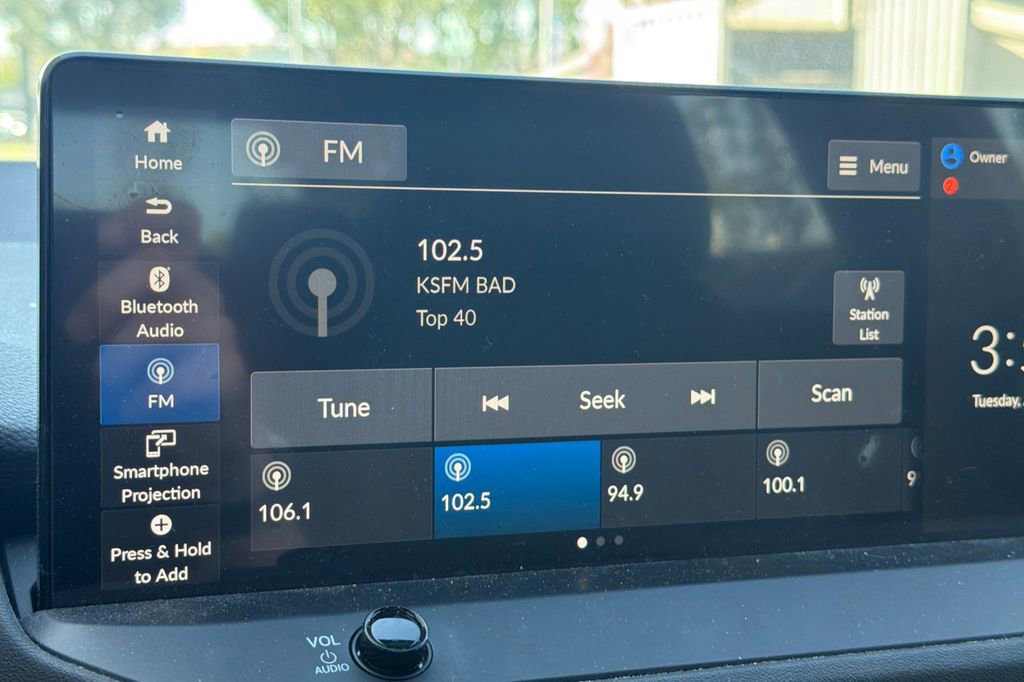 Home
FM
Menu
Owner
2
Back
102.5
KSFM BAD
Top 40
Bluetooth
Audio
Station
List
FM
Tune
Seek
Scan
Tuesday,
Smartphone
Projection
106.1
102.5
94.9
100.1
Press & Hold
to Add
VOL
AUDIO